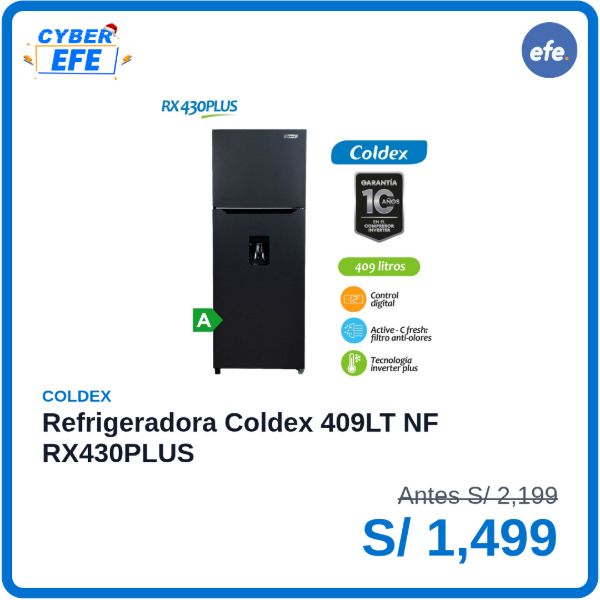 CYBER
EFE
efe.
RX430PLUS
Coldex
GARANTÍA
10 AÑOS
EN EL
COMPRESOR
INVERTER
409 litros
Control
digital
Active - C fresh:
filtro anti-olores
Tecnología
inverter plus
A
COLDEX
Refrigeradora Coldex 409LT NF
RX430PLUS
Antes S/ 2,199
S/ 1,499